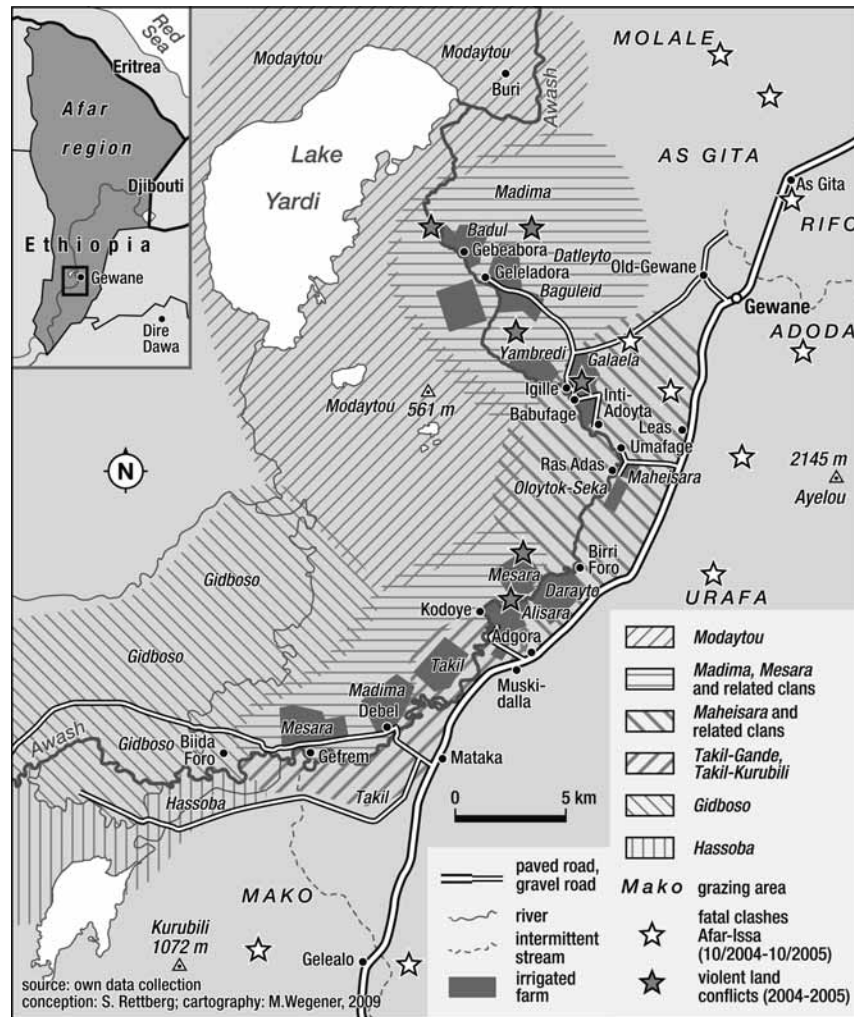 Red
Sea
Eritrea
Afar
region
Djibouti
Ethiopia
Gewane
Dire
Dawa
Modaytou
Modaytou
Buri
Awash
MOLALE
Lake
Yardi
AS GITA
As Gita
RIFO
Madima
Badul
Gebeabora
Datleyto
Geleladora
Old-Gewane
Baguleid
Gewane
ADODA
Yambredi
Galaela
Modaytou
561 m
Igille
Inti-
Adoyta
Babufage
Leas
Umafage
N
Ras Adas
Maheisara
2145 m
Ayelou
Oloytok-Seka
Gidboso
Mesara
Birri
Foro
Darayto
URAFA
Kodoye
Alisara
Adgora
Gidboso
Takil
Muski-
dalla
Madima
Debel
Mesara
Awash
Gidboso
Biida
Foro
Gefrem
Mataka
Hassoba
Takil
0 5 km
MAKO
Kurubili
1072 m
Gelealo
source: own data collection
conception: S. Rettberg; cartography: M.Wegener, 2009
Modaytou
Madima, Mesara
and related clans
Maheisara and
related clans
Takil-Gande,
Takil-Kurubili
Gidboso
Hassoba
Mako grazing area
fatal clashes
Afar-Issa
(10/2004-10/2005)
violent land
conflicts (2004-2005)
paved road,
gravel road
river
intermittent
stream
irrigated
farm